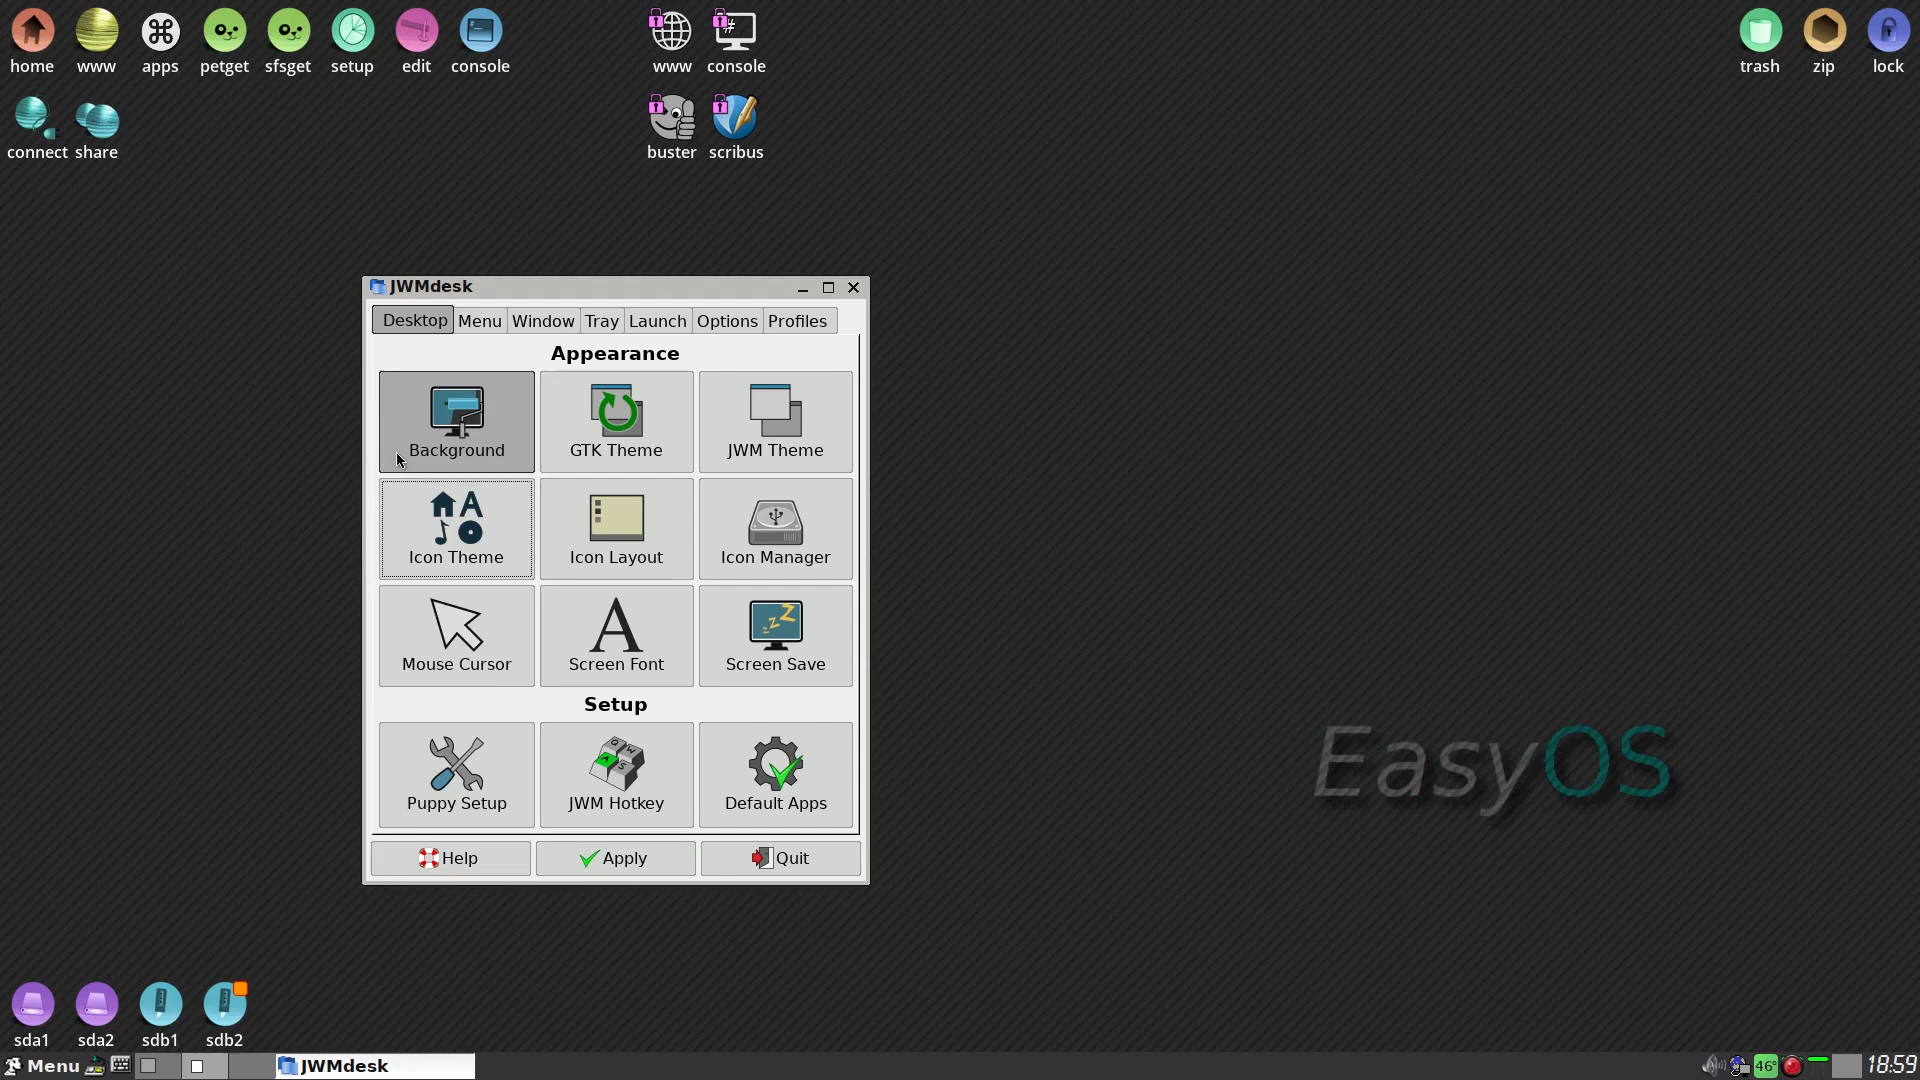 home www apps petget sfsget setup edit console www console trash zip lock
#
connect share buster scribus
JWMdesk
Desktop Menu Window Tray Launch Options Profiles
Appearance
Background GTK Theme JWM Theme
A
Icon Theme Icon Layout Icon Manager
A
z z Z
Mouse Cursor Screen Font Screen Save
Setup
Q W
A S
Puppy Setup JWM Hotkey Default Apps
Help Apply Quit
EasyOS
sda1 sda2 sdb1 sdb2
Menu JWMdesk 46° 18:59